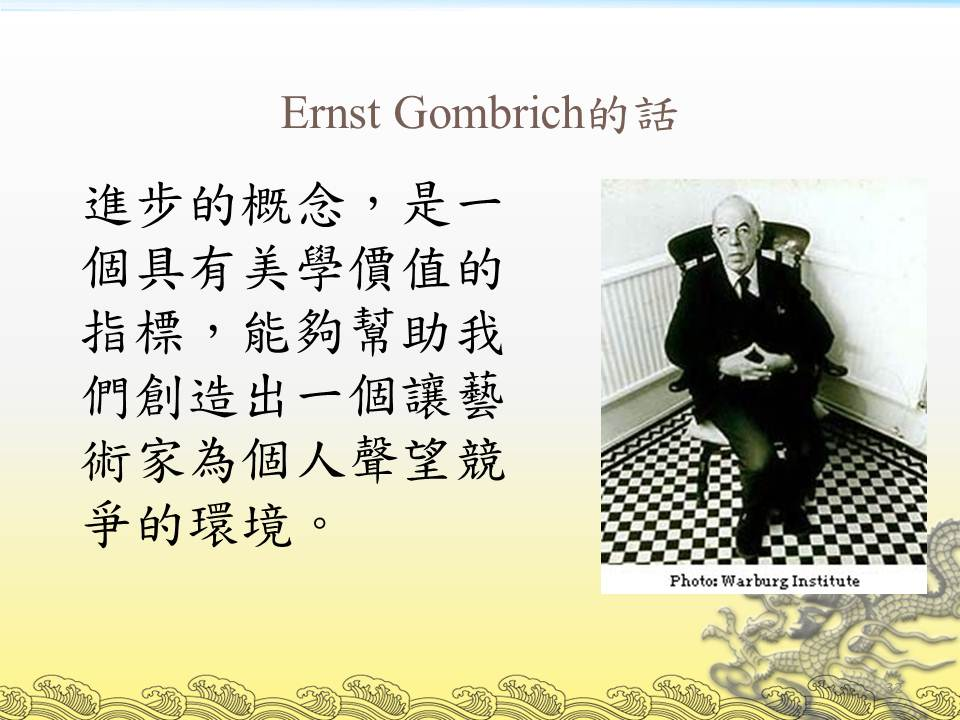 Ernst Gombrich的話
進步的概念，是一
個具有美學價值的
指標，能夠幫助我
們創造出一個讓藝
術家為個人聲望競
爭的環境。
Photo: Warburg Institute
32